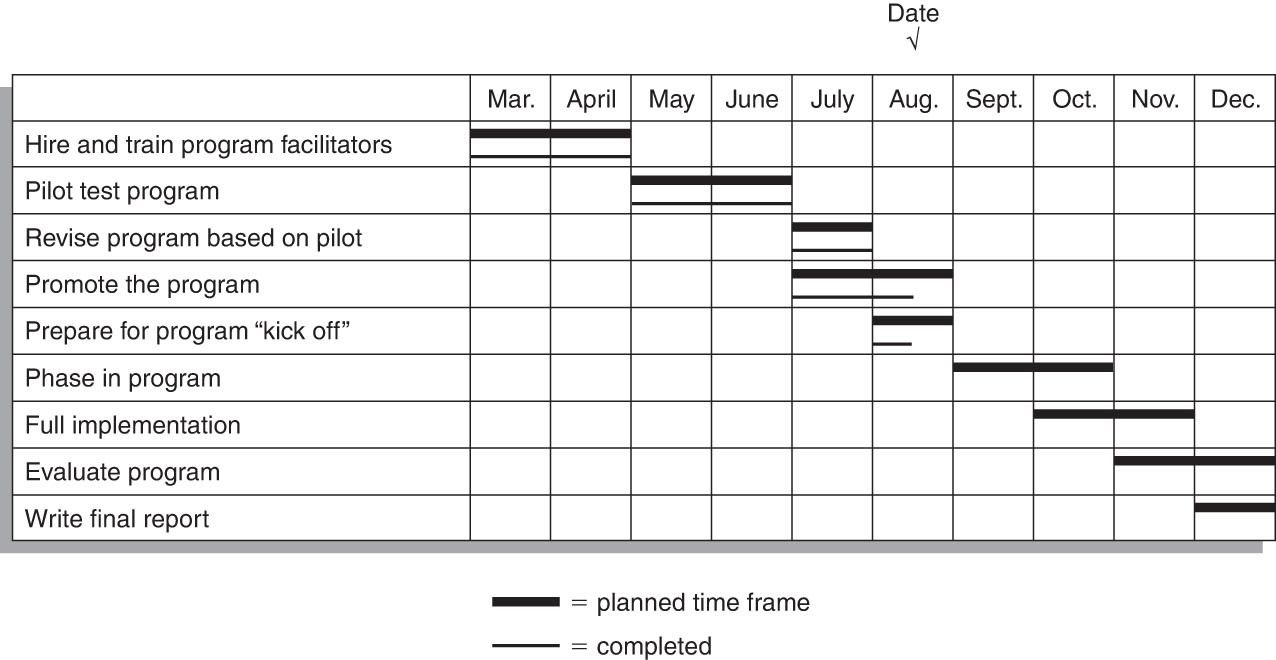 Date
√
Mar. April May June July Aug. Sept. Oct. Nov. Dec.
Hire and train program facilitators
Pilot test program
Revise program based on pilot
Promote the program
Prepare for program “kick off”
Phase in program
Full implementation
Evaluate program
Write final report
= planned time frame
= completed